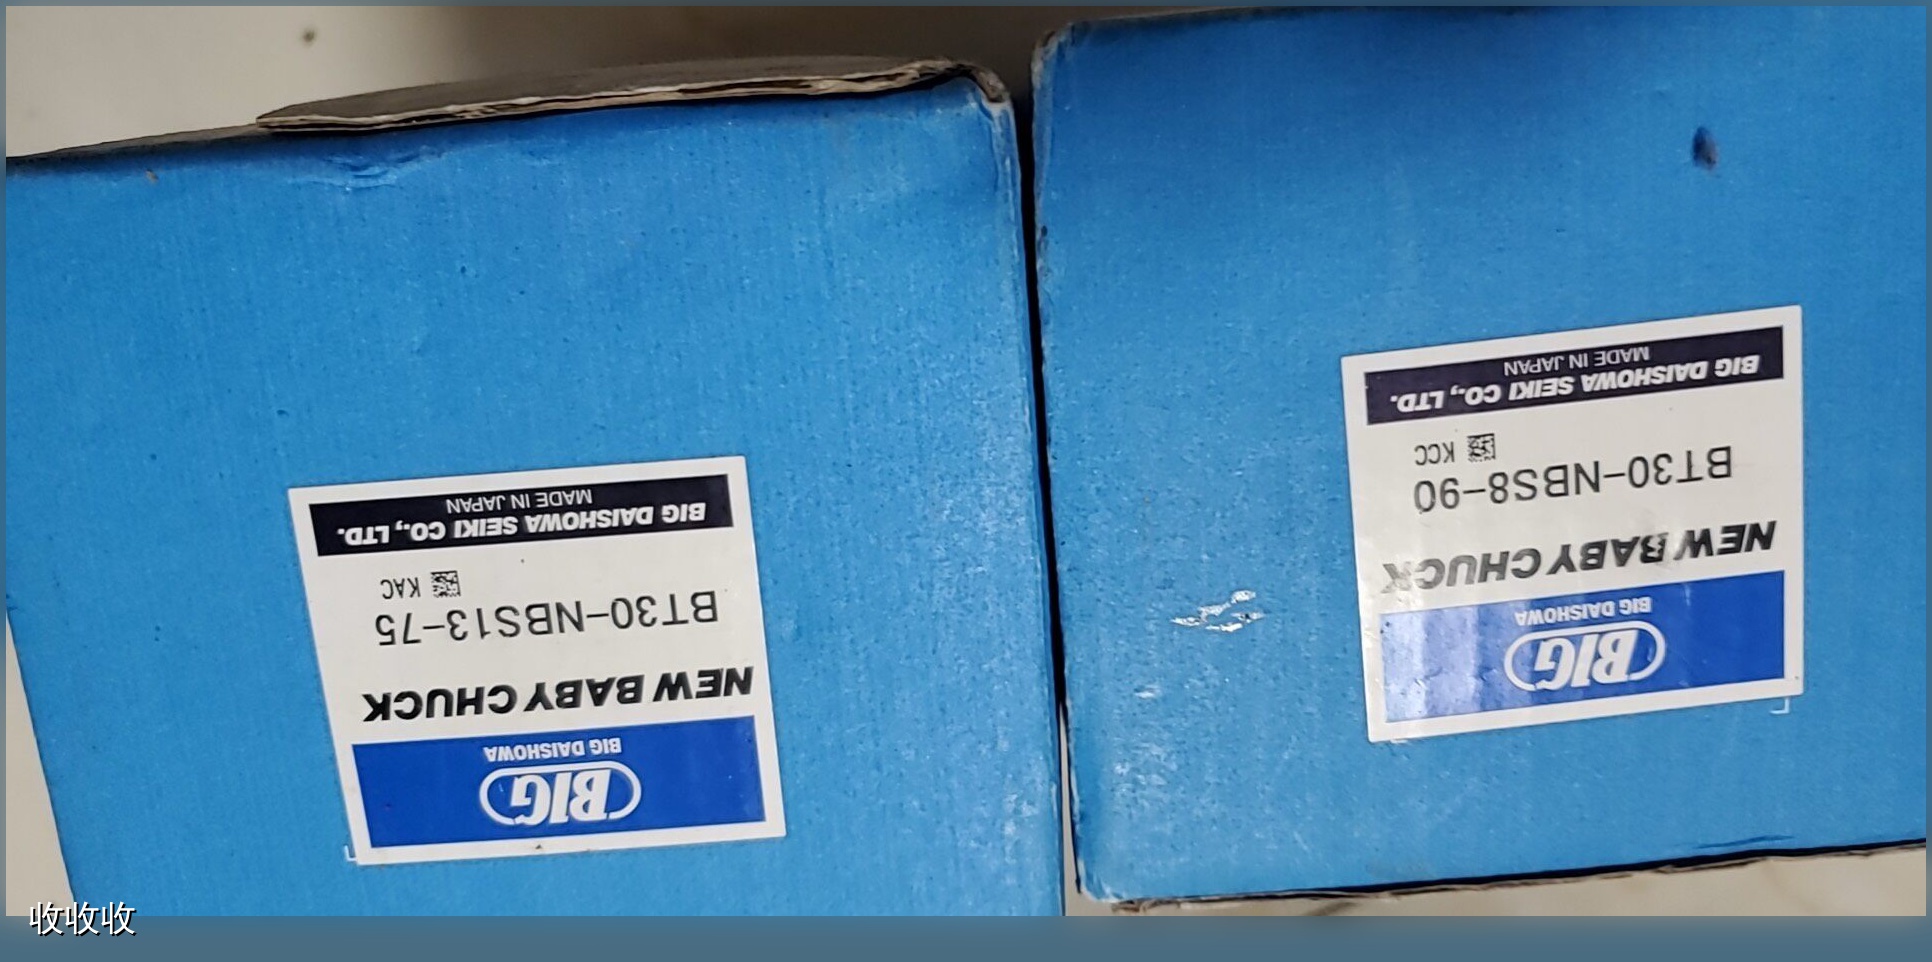 BIG
BIG DAISHOWA
NEW BABY CHUCK
BT30-NBS13-75
KAC
BIG DAISHOWA SEIKI CO., LTD.
MADE IN JAPAN
BIG
BIG DAISHOWA
NEW BABY CHUCK
BT30-NBS8-90
KCC
BIG DAISHOWA SEIKI CO., LTD.
MADE IN JAPAN
收收收